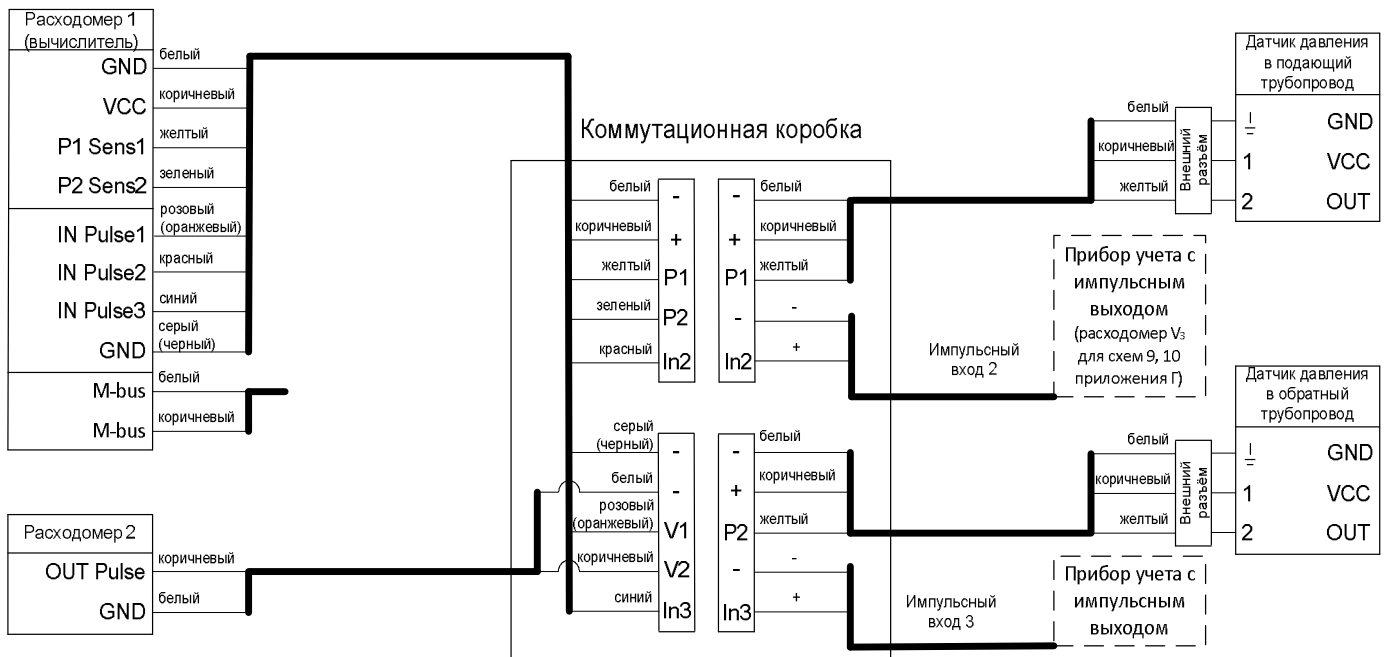 Расходомер 1
(вычислитель)
GND
белый
VCC
коричневый
P1 Sens1
желтый
P2 Sens2
зеленый
IN Pulse1
розовый
(оранжевый)
IN Pulse2
красный
IN Pulse3
синий
GND
серый
(черный)
M-bus
белый
M-bus
коричневый
Расходомер 2
OUT Pulse
коричневый
GND
белый
Коммутационная коробка
белый
-
коричневый
+
желтый
P1
зеленый
P2
красный
In2
-
белый
+
коричневый
P1
желтый
-
-
In2
+
серый
(черный)
-
белый
-
розовый
(оранжевый)
V1
коричневый
V2
синий
In3
-
белый
+
коричневый
P2
желтый
-
-
In3
+
Импульсный
вход 2
Импульсный
вход 3
белый
коричневый
желтый
Внешний
разъём
Датчик давления
в подающий
трубопровод
GND
1 VCC
2 OUT
Прибор учета с
импульсным
выходом
(расходомер V₃
для схем 9, 10
приложения Г)
белый
коричневый
желтый
Внешний
разъём
Датчик давления
в обратный
трубопровод
GND
1 VCC
2 OUT
Прибор учета с
импульсным
выходом